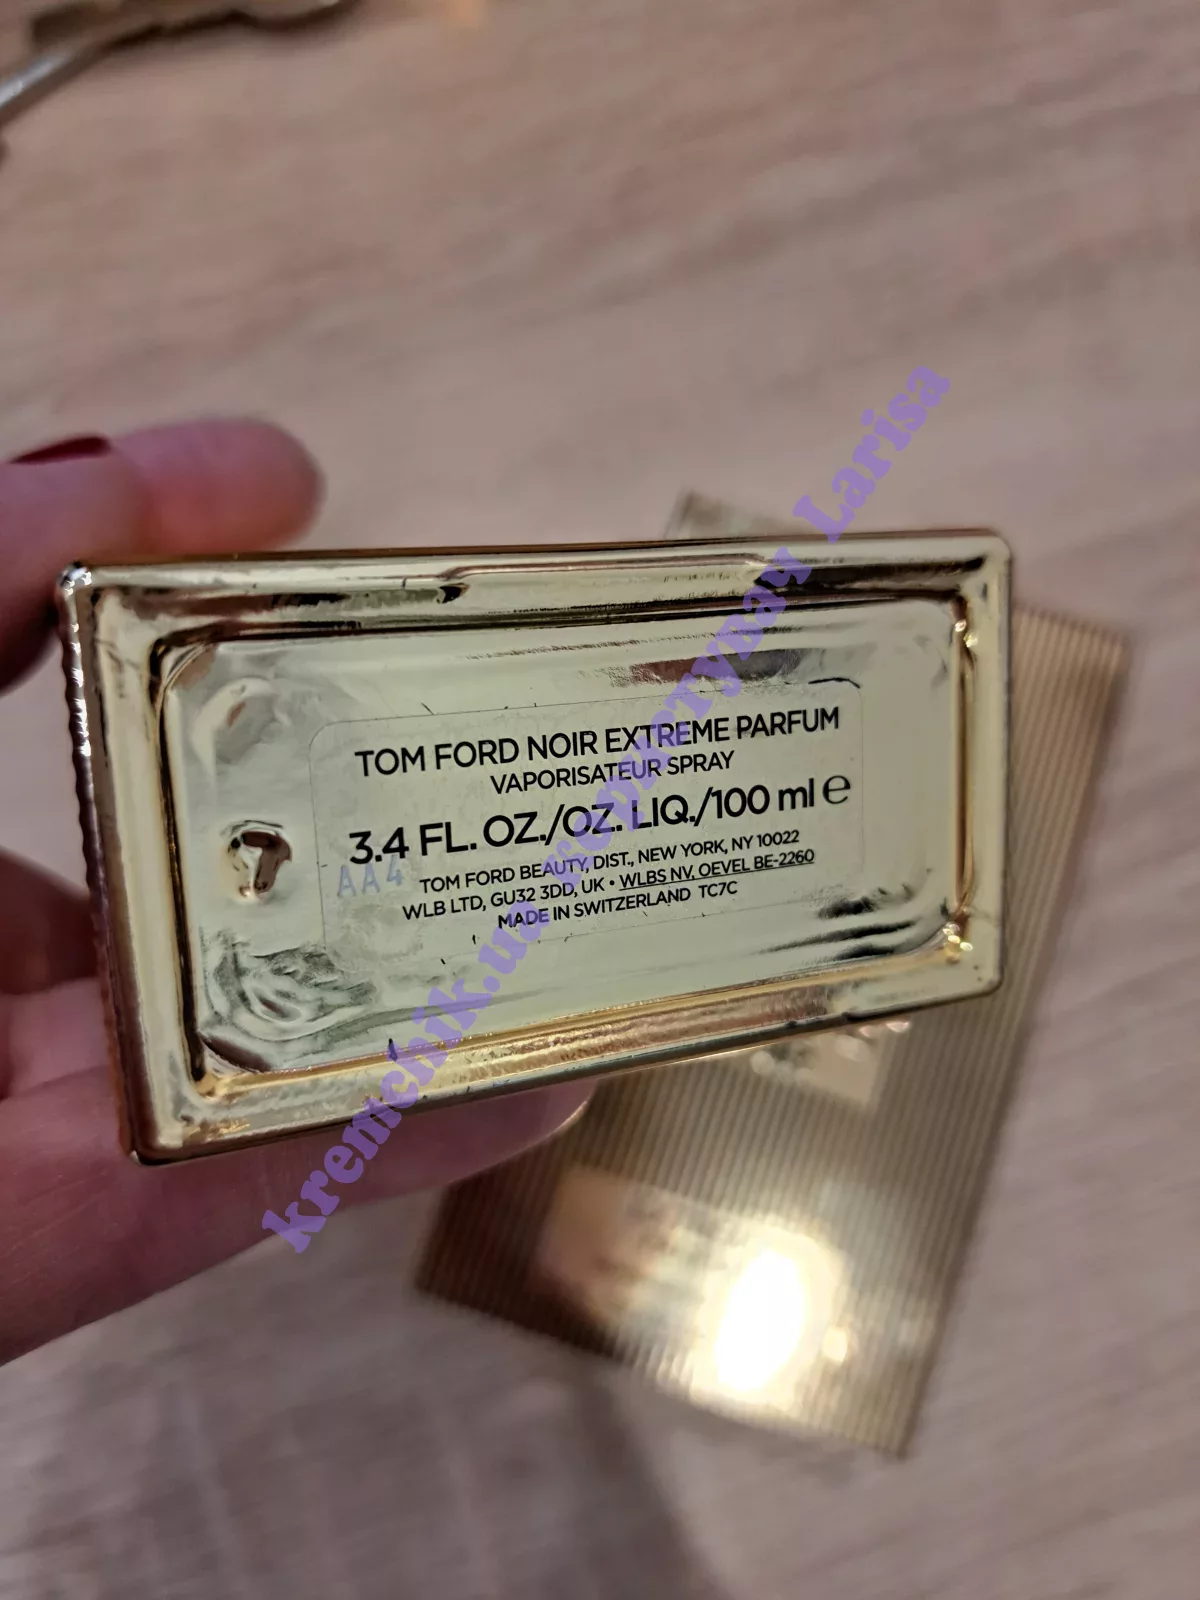 TOM FORD NOIR EXTREME PARFUM
VAPORISATEUR SPRAY
3.4 FL. OZ./OZ. LIQ./100 ml e
AA4
TOM FORD BEAUTY, DIST., NEW YORK, NY 10022
WLB LTD, GU32 3DD, UK • WLBS NV, OEVEL BE-2260
MADE IN SWITZERLAND TC7C
kremchik.ua Larisa